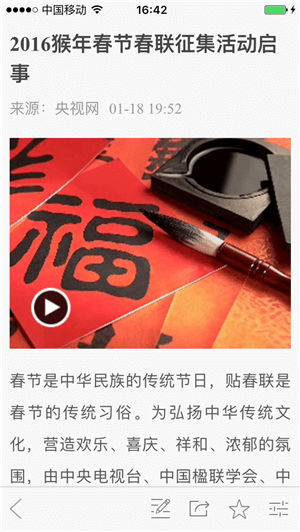 中国移动 16:42
2016猴年春节春联征集活动启
事
来源：央视网 01-18 19:52
福
春节是中华民族的传统节日，贴春联是
春节的传统习俗。为弘扬中华传统文
化，营造欢乐、喜庆、祥和、浓郁的氛
围，由中央电视台、中国楹联学会、中